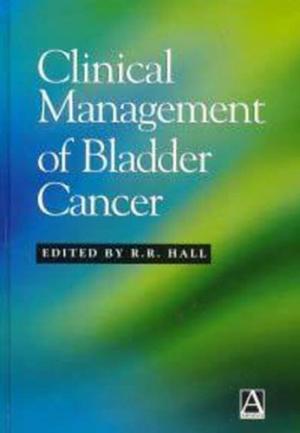 Clinical
Management
of Bladder
Cancer
EDITED BY R.R. HALL
A